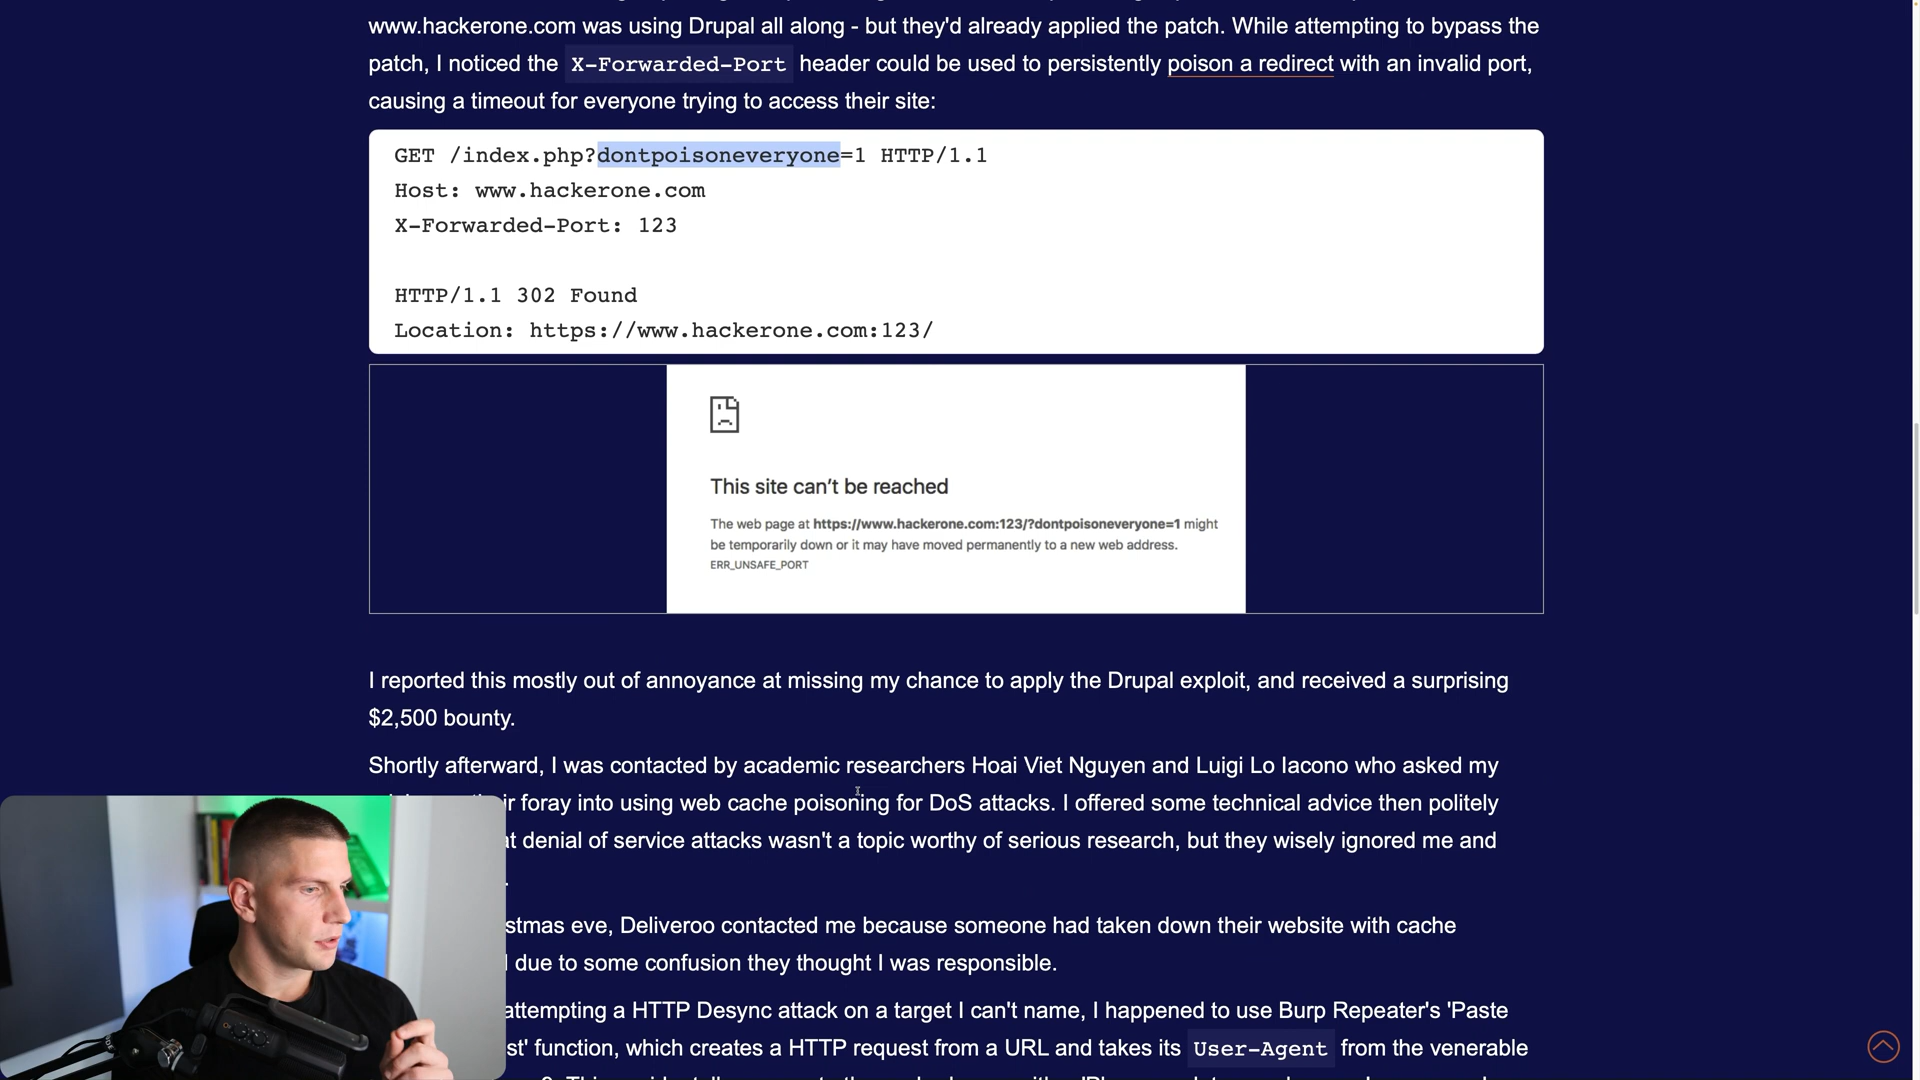 www.hackerone.com was using Drupal all along - but they'd already applied the patch. While attempting to bypass the
patch, I noticed the X-Forwarded-Port header could be used to persistently poison a redirect with an invalid port,
causing a timeout for everyone trying to access their site:
GET /index.php?dontpoisoneveryone=1 HTTP/1.1
Host: www.hackerone.com
X-Forwarded-Port: 123
HTTP/1.1 302 Found
Location: https://www.hackerone.com:123/
This site can't be reached
The web page at https://www.hackerone.com:123/?dontpoisoneveryone=1 might
be temporarily down or it may have moved permanently to a new web address.
ERR_UNSAFE_PORT
I reported this mostly out of annoyance at missing my chance to apply the Drupal exploit, and received a surprising
$2,500 bounty.
Shortly afterward, I was contacted by academic researchers Hoai Viet Nguyen and Luigi Lo Iacono who asked my
foray into using web cache poisoning for DoS attacks. I offered some technical advice then politely
denial of service attacks wasn't a topic worthy of serious research, but they wisely ignored me and
.
stmas eve, Deliveroo contacted me because someone had taken down their website with cache
due to some confusion they thought I was responsible.
attempting a HTTP Desync attack on a target I can't name, I happened to use Burp Repeater's 'Paste
st' function, which creates a HTTP request from a URL and takes its User-Agent from the venerable